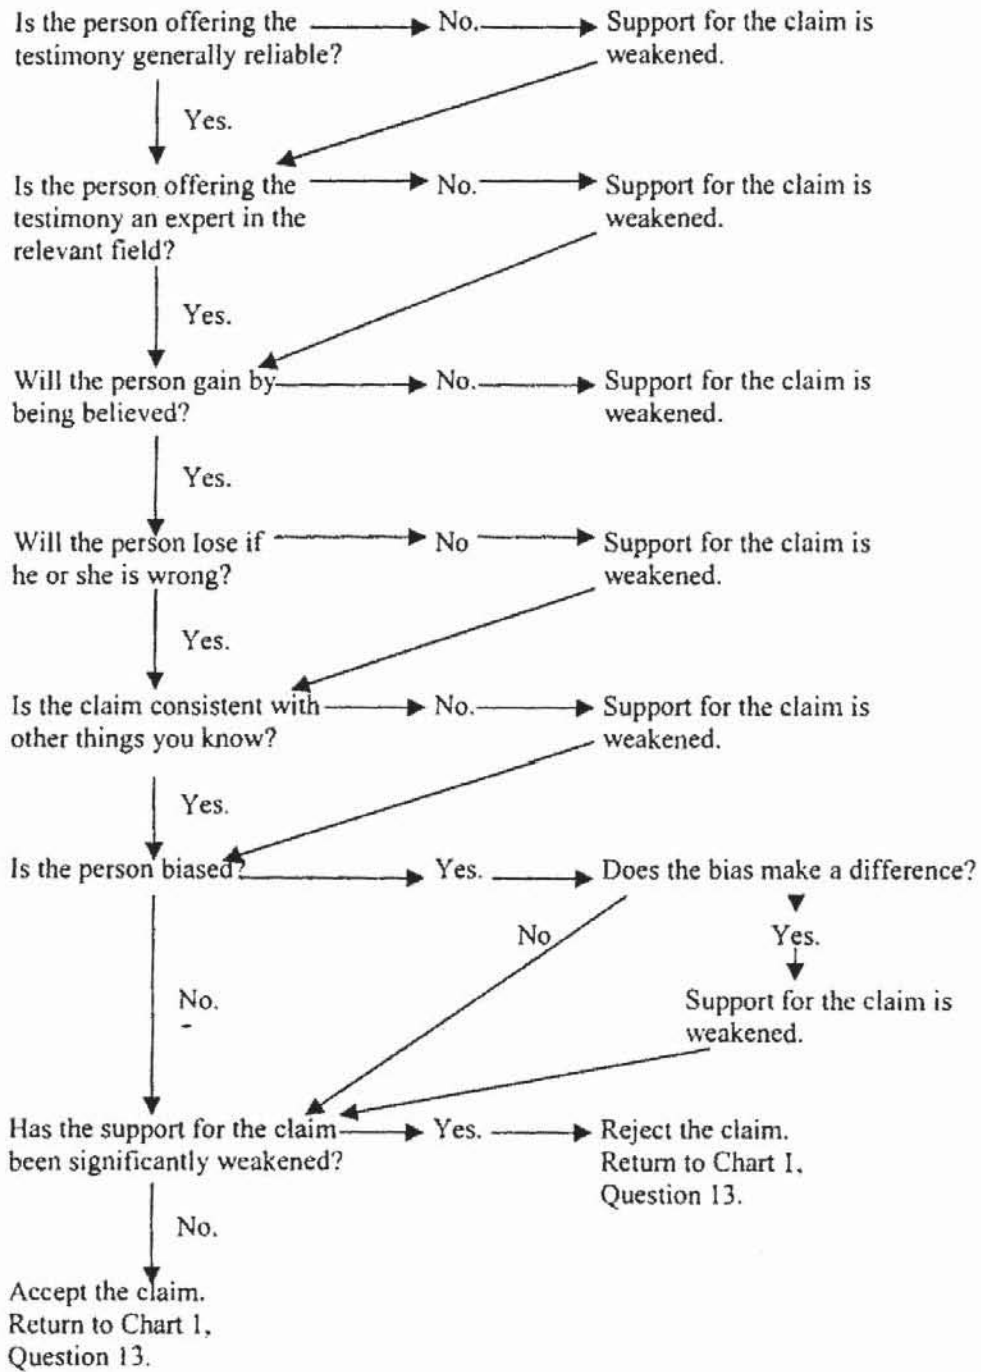 Is the person offering the
testimony generally reliable?
No.
Support for the claim is
weakened.
Yes.
Is the person offering the
testimony an expert in the
relevant field?
No.
Support for the claim is
weakened.
Yes.
Will the person gain by
being believed?
No.
Support for the claim is
weakened.
Yes.
Will the person lose if
he or she is wrong?
No
Support for the claim is
weakened.
Yes.
Is the claim consistent with
other things you know?
No.
Support for the claim is
weakened.
Yes.
Is the person biased?
Yes.
Does the bias make a difference?
No
Yes.
No.
Support for the claim is
weakened.
Has the support for the claim
been significantly weakened?
Yes.
Reject the claim.
Return to Chart 1,
Question 13.
No.
Accept the claim.
Return to Chart 1,
Question 13.